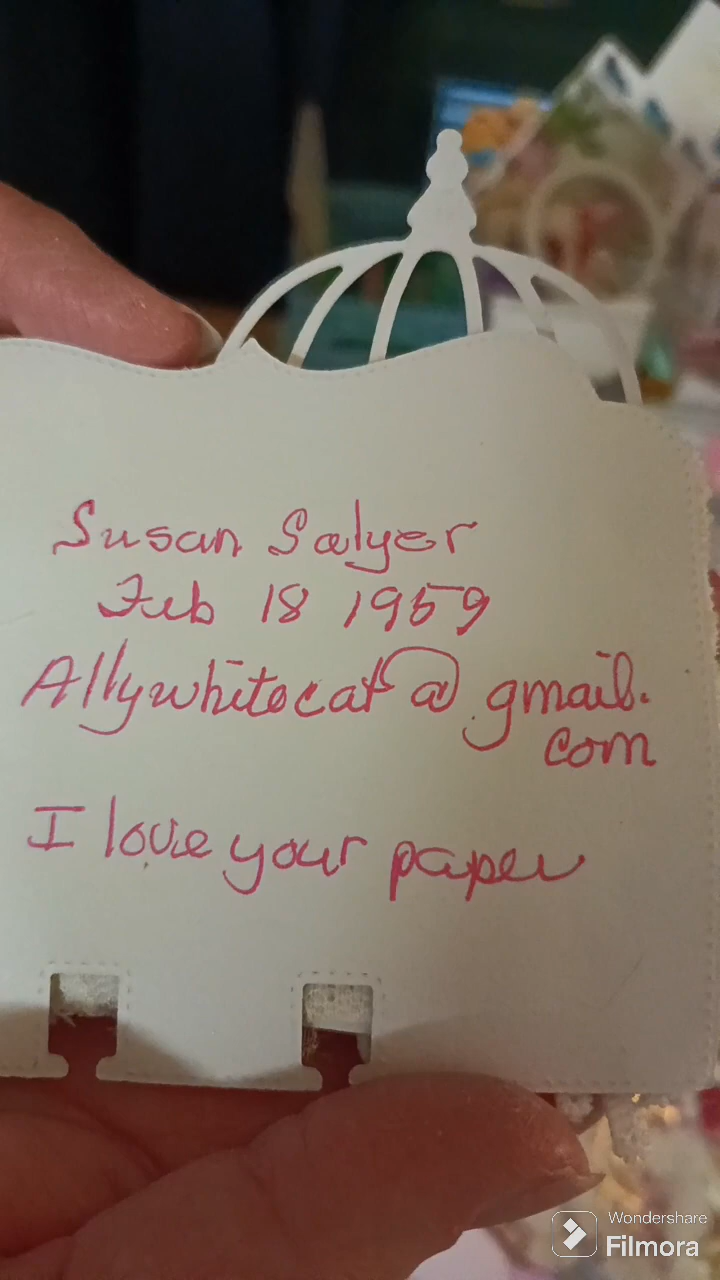 Susan Salyer
Feb 18 1959
Allywhitecat@gmail.
com
I love your paper
Wondershare
Filmora